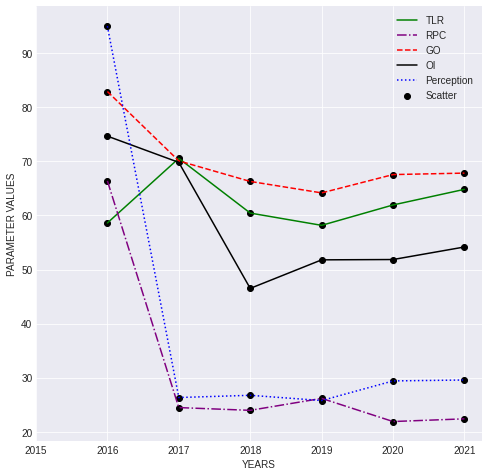 TLR
RPC
GO
OI
Perception
Scatter
PARAMETER VALUES
90
80
70
60
50
40
30
20
2015
2016
2017
2018
2019
2020
2021
YEARS